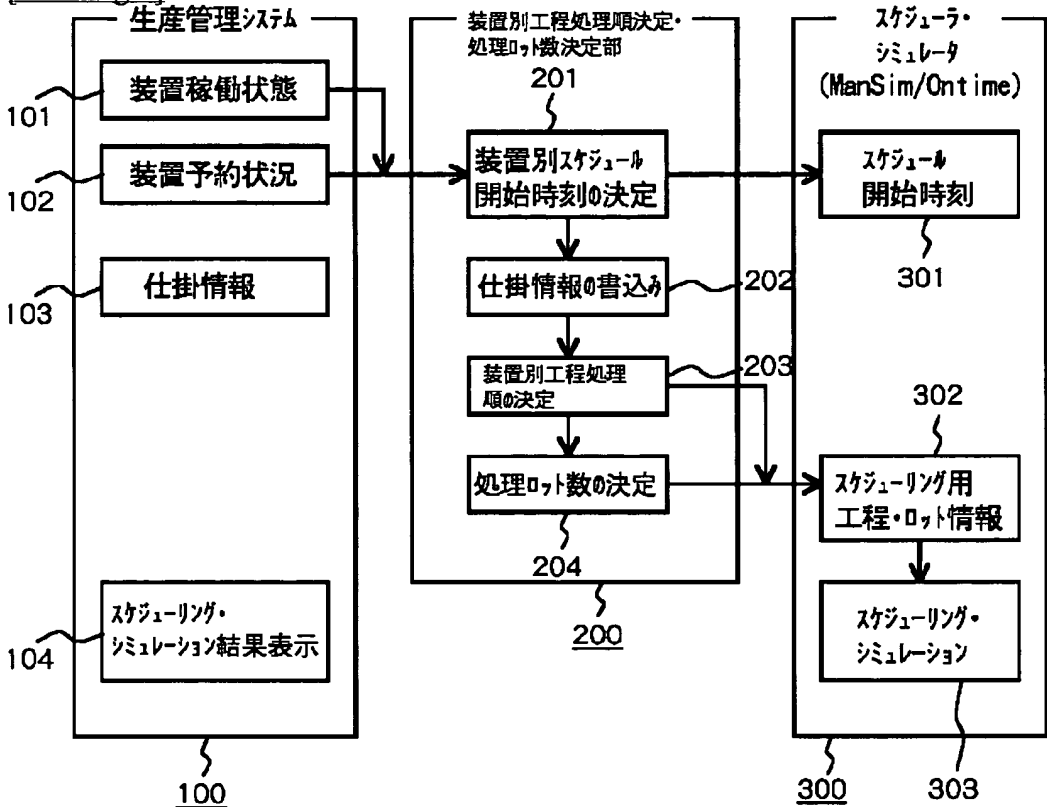 生産管理システム
装置稼働状態
101
装置予約状況
102
仕掛情報
103
スケジューリング・
シミュレーション結果表示
104
100
装置別工程処理順決定・
処理ロット数決定部
201
装置別スケジュール
開始時刻の決定
仕掛情報の書込み
202
装置別工程処理
順の決定
203
処理ロット数の決定
204
200
スケジューラ・
シミュレータ
(ManSim/Ontime)
スケジュール
開始時刻
301
302
スケジューリング用
工程・ロット情報
スケジューリング・
シミュレーション
303
300